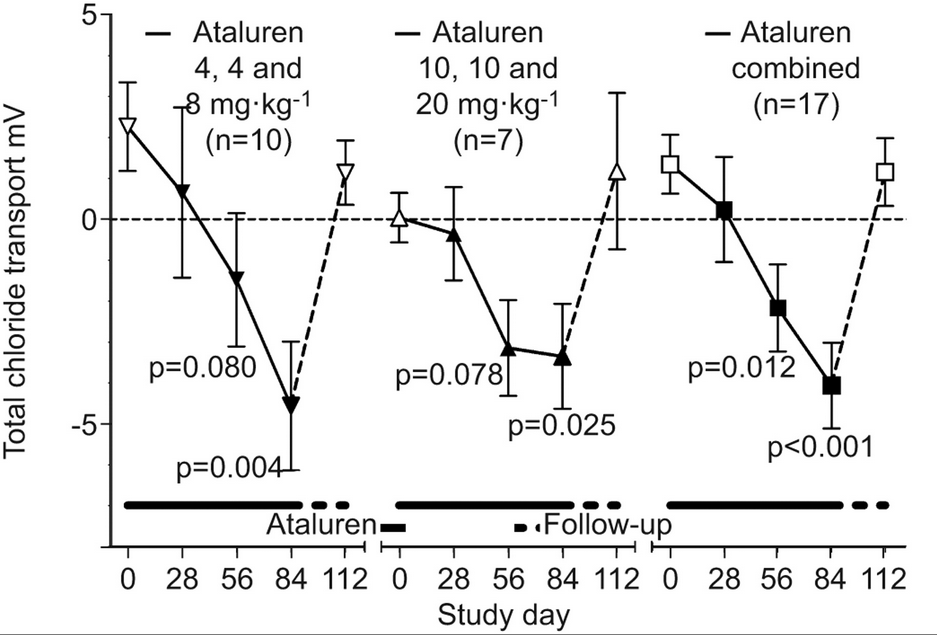 Total chloride transport mV
5
0
-5
Ataluren
4, 4 and
8 mg·kg-1
(n=10)
Ataluren
10, 10 and
20 mg·kg-1
(n=7)
Ataluren
combined
(n=17)
p=0.080
p=0.004
p=0.078
p=0.025
p=0.012
p<0.001
Ataluren
Follow-up
0 28 56 84 112
0 28 56 84 112
0 28 56 84 112
Study day